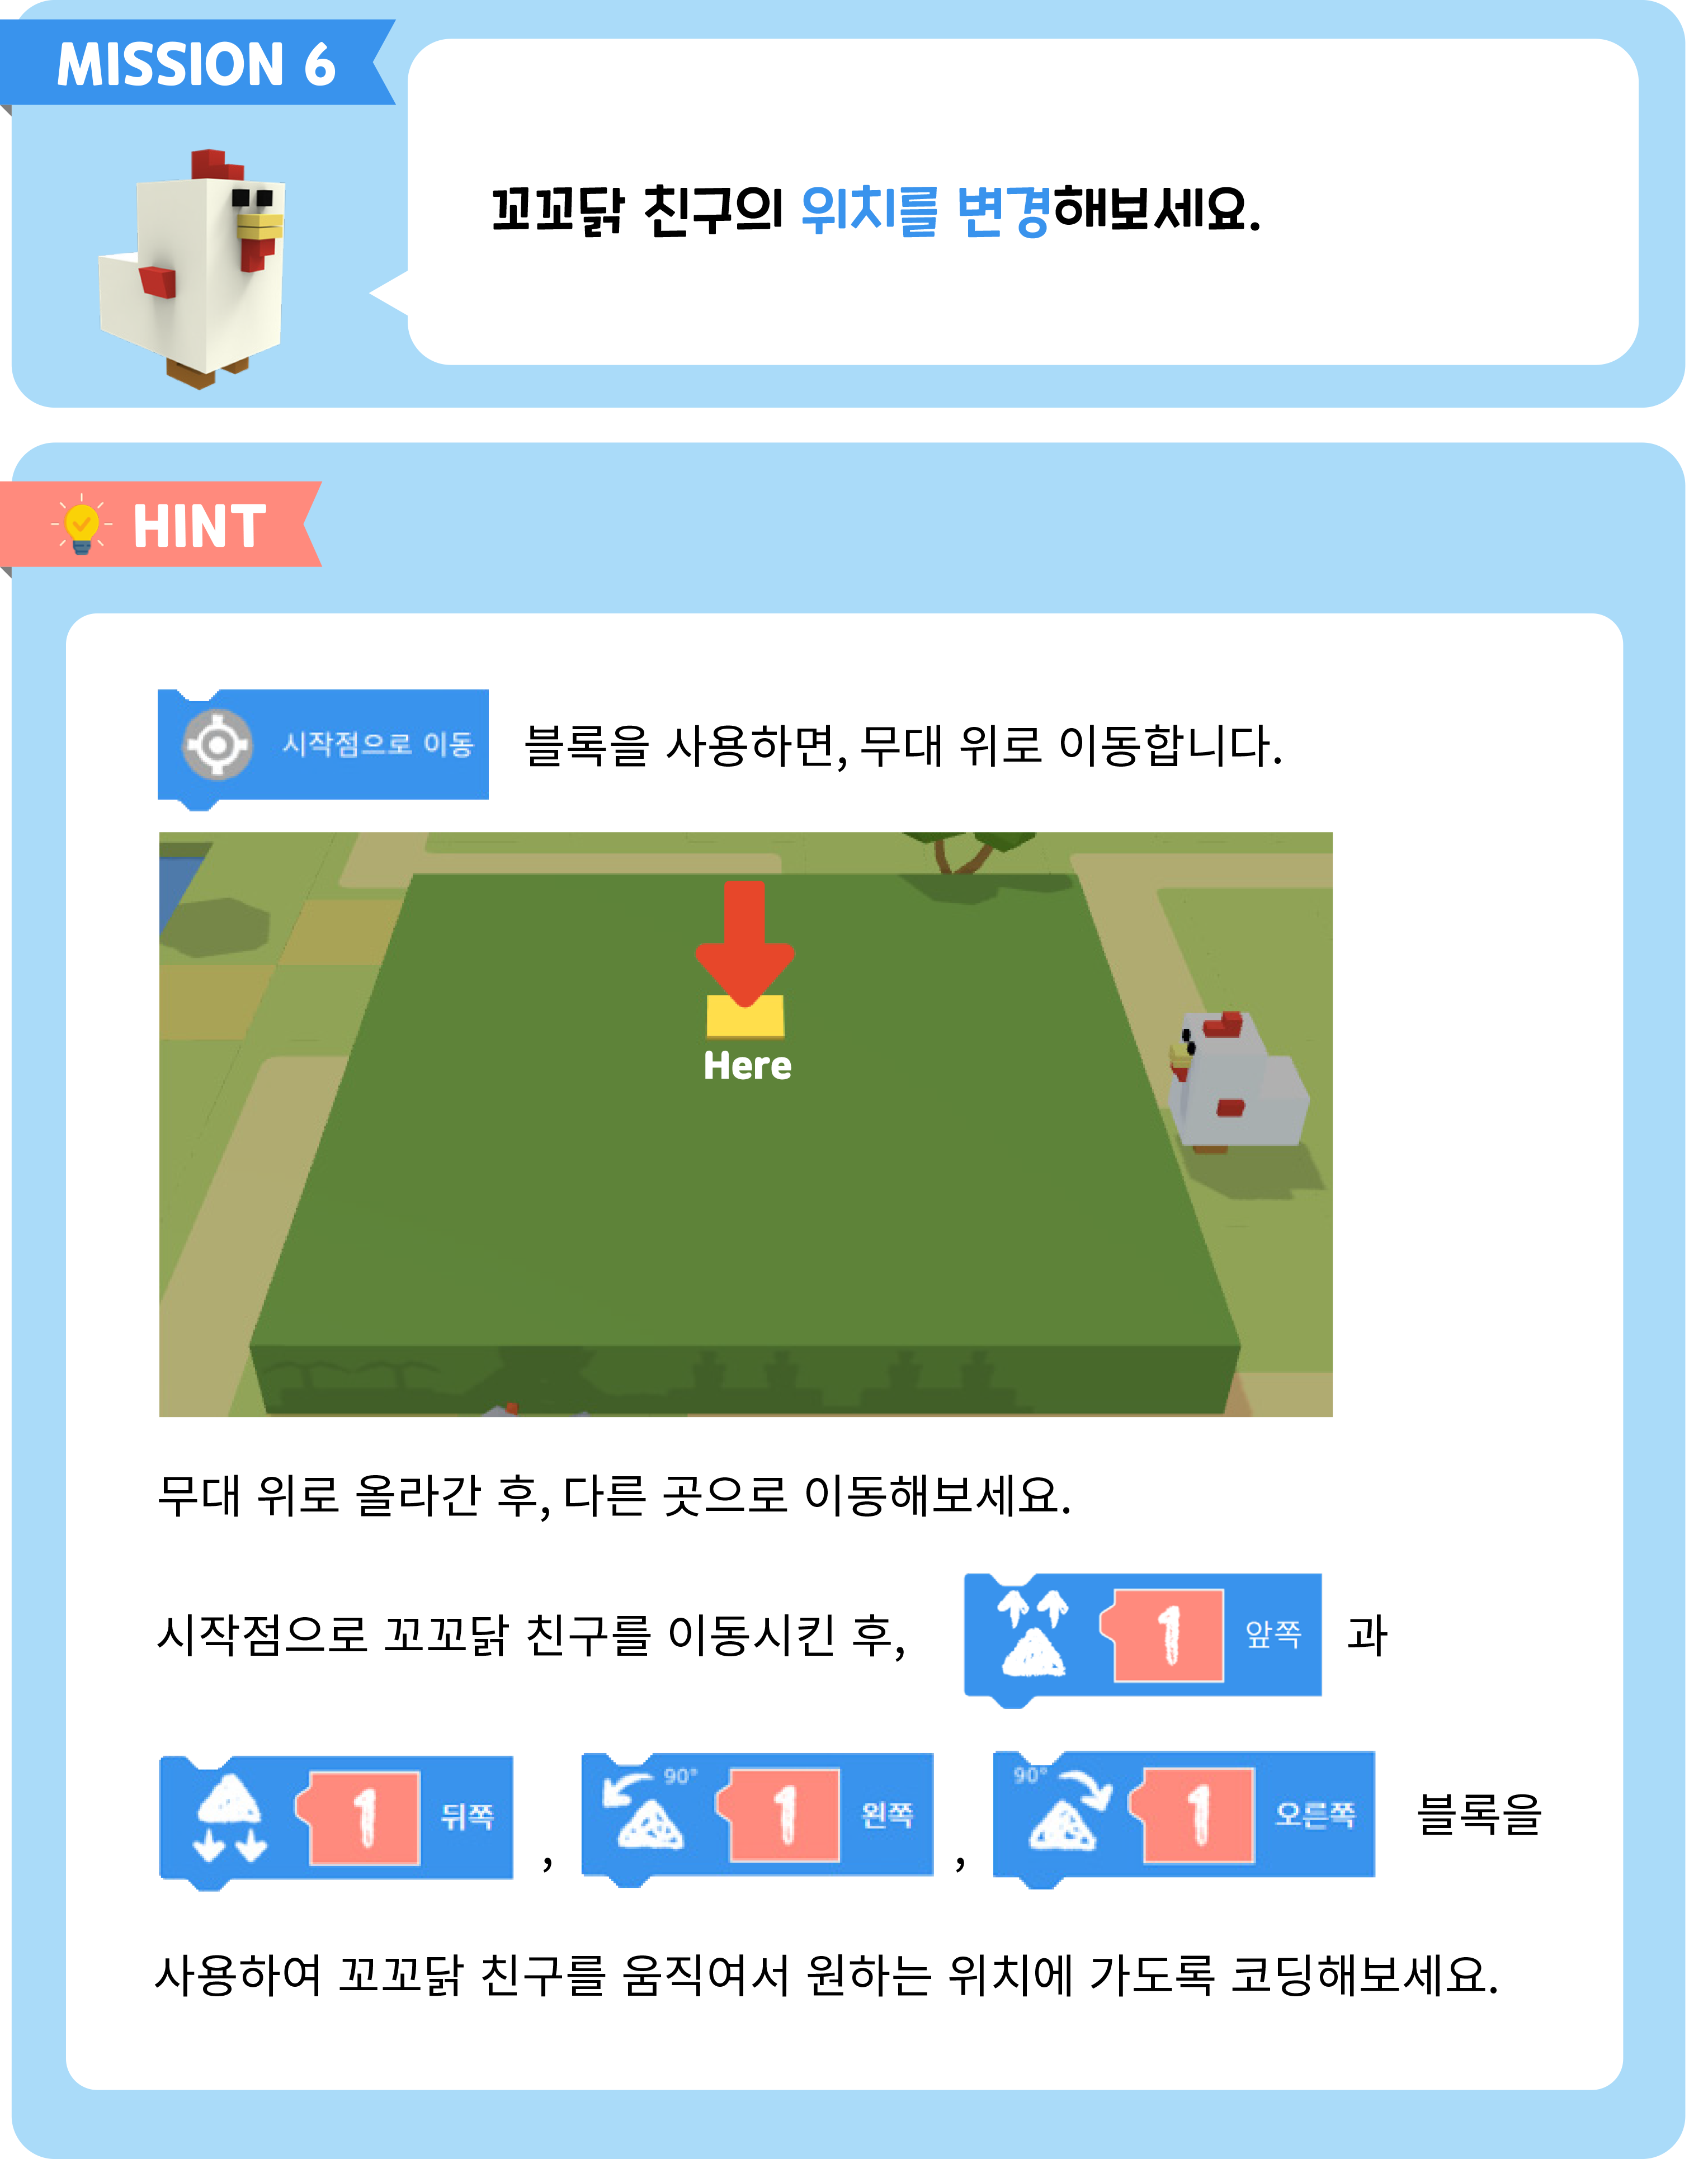 MISSION 6
꼬꼬닭 친구의 위치를 변경해보세요.
HINT
시작점으로 이동 블록을 사용하면, 무대 위로 이동합니다.
Here
무대 위로 올라간 후, 다른 곳으로 이동해보세요.
시작점으로 꼬꼬닭 친구를 이동시킨 후, 1 앞쪽 과
1 뒤쪽 , 90° 1 왼쪽 , 90° 1 오른쪽 블록을
사용하여 꼬꼬닭 친구를 움직여서 원하는 위치에 가도록 코딩해보세요.